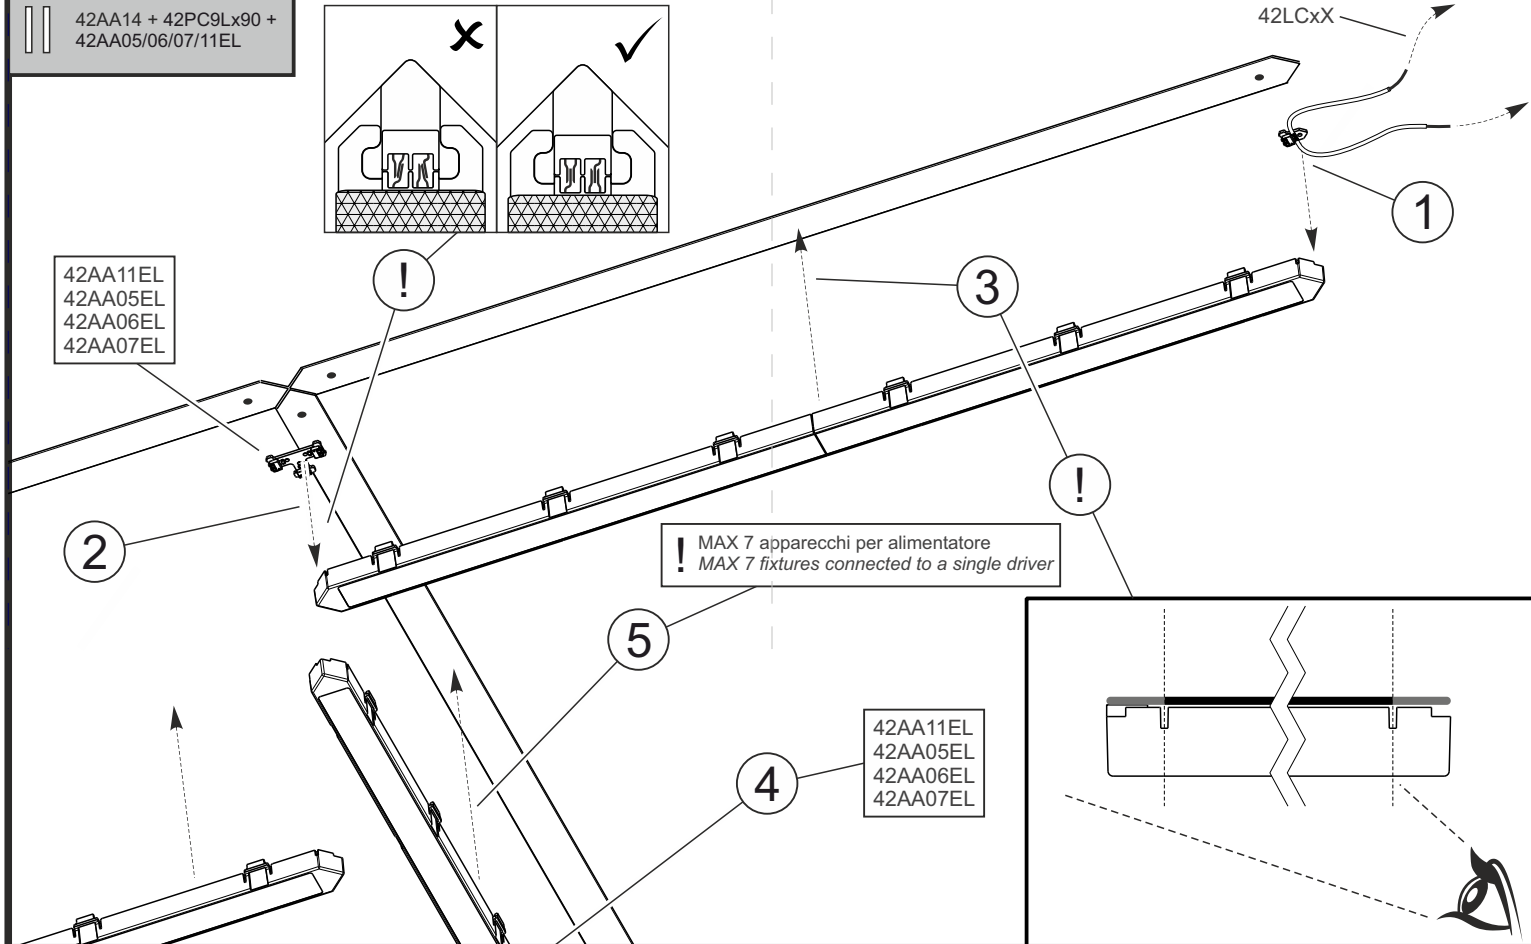 42AA14 + 42PC9Lx90 +
42AA05/06/07/11EL
42LCxX
1
42AA11EL
42AA05EL
42AA06EL
42AA07EL
!
3
2
!
! MAX 7 apparecchi per alimentatore
MAX 7 fixtures connected to a single driver
5
4
42AA11EL
42AA05EL
42AA06EL
42AA07EL